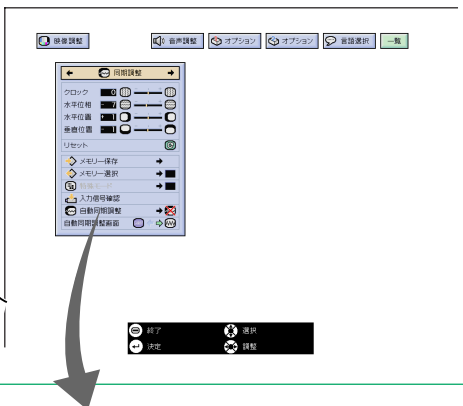 映像調整
音声調整
オプション
オプション
言語選択
一覧
同期調整
クロック 0
水平位相 7
水平位置 1
垂直位置 1
リセット
メモリー保存
メモリー選択
入力信号確認
自動同期調整
自動同期調整画面
終了
選択
決定
調整